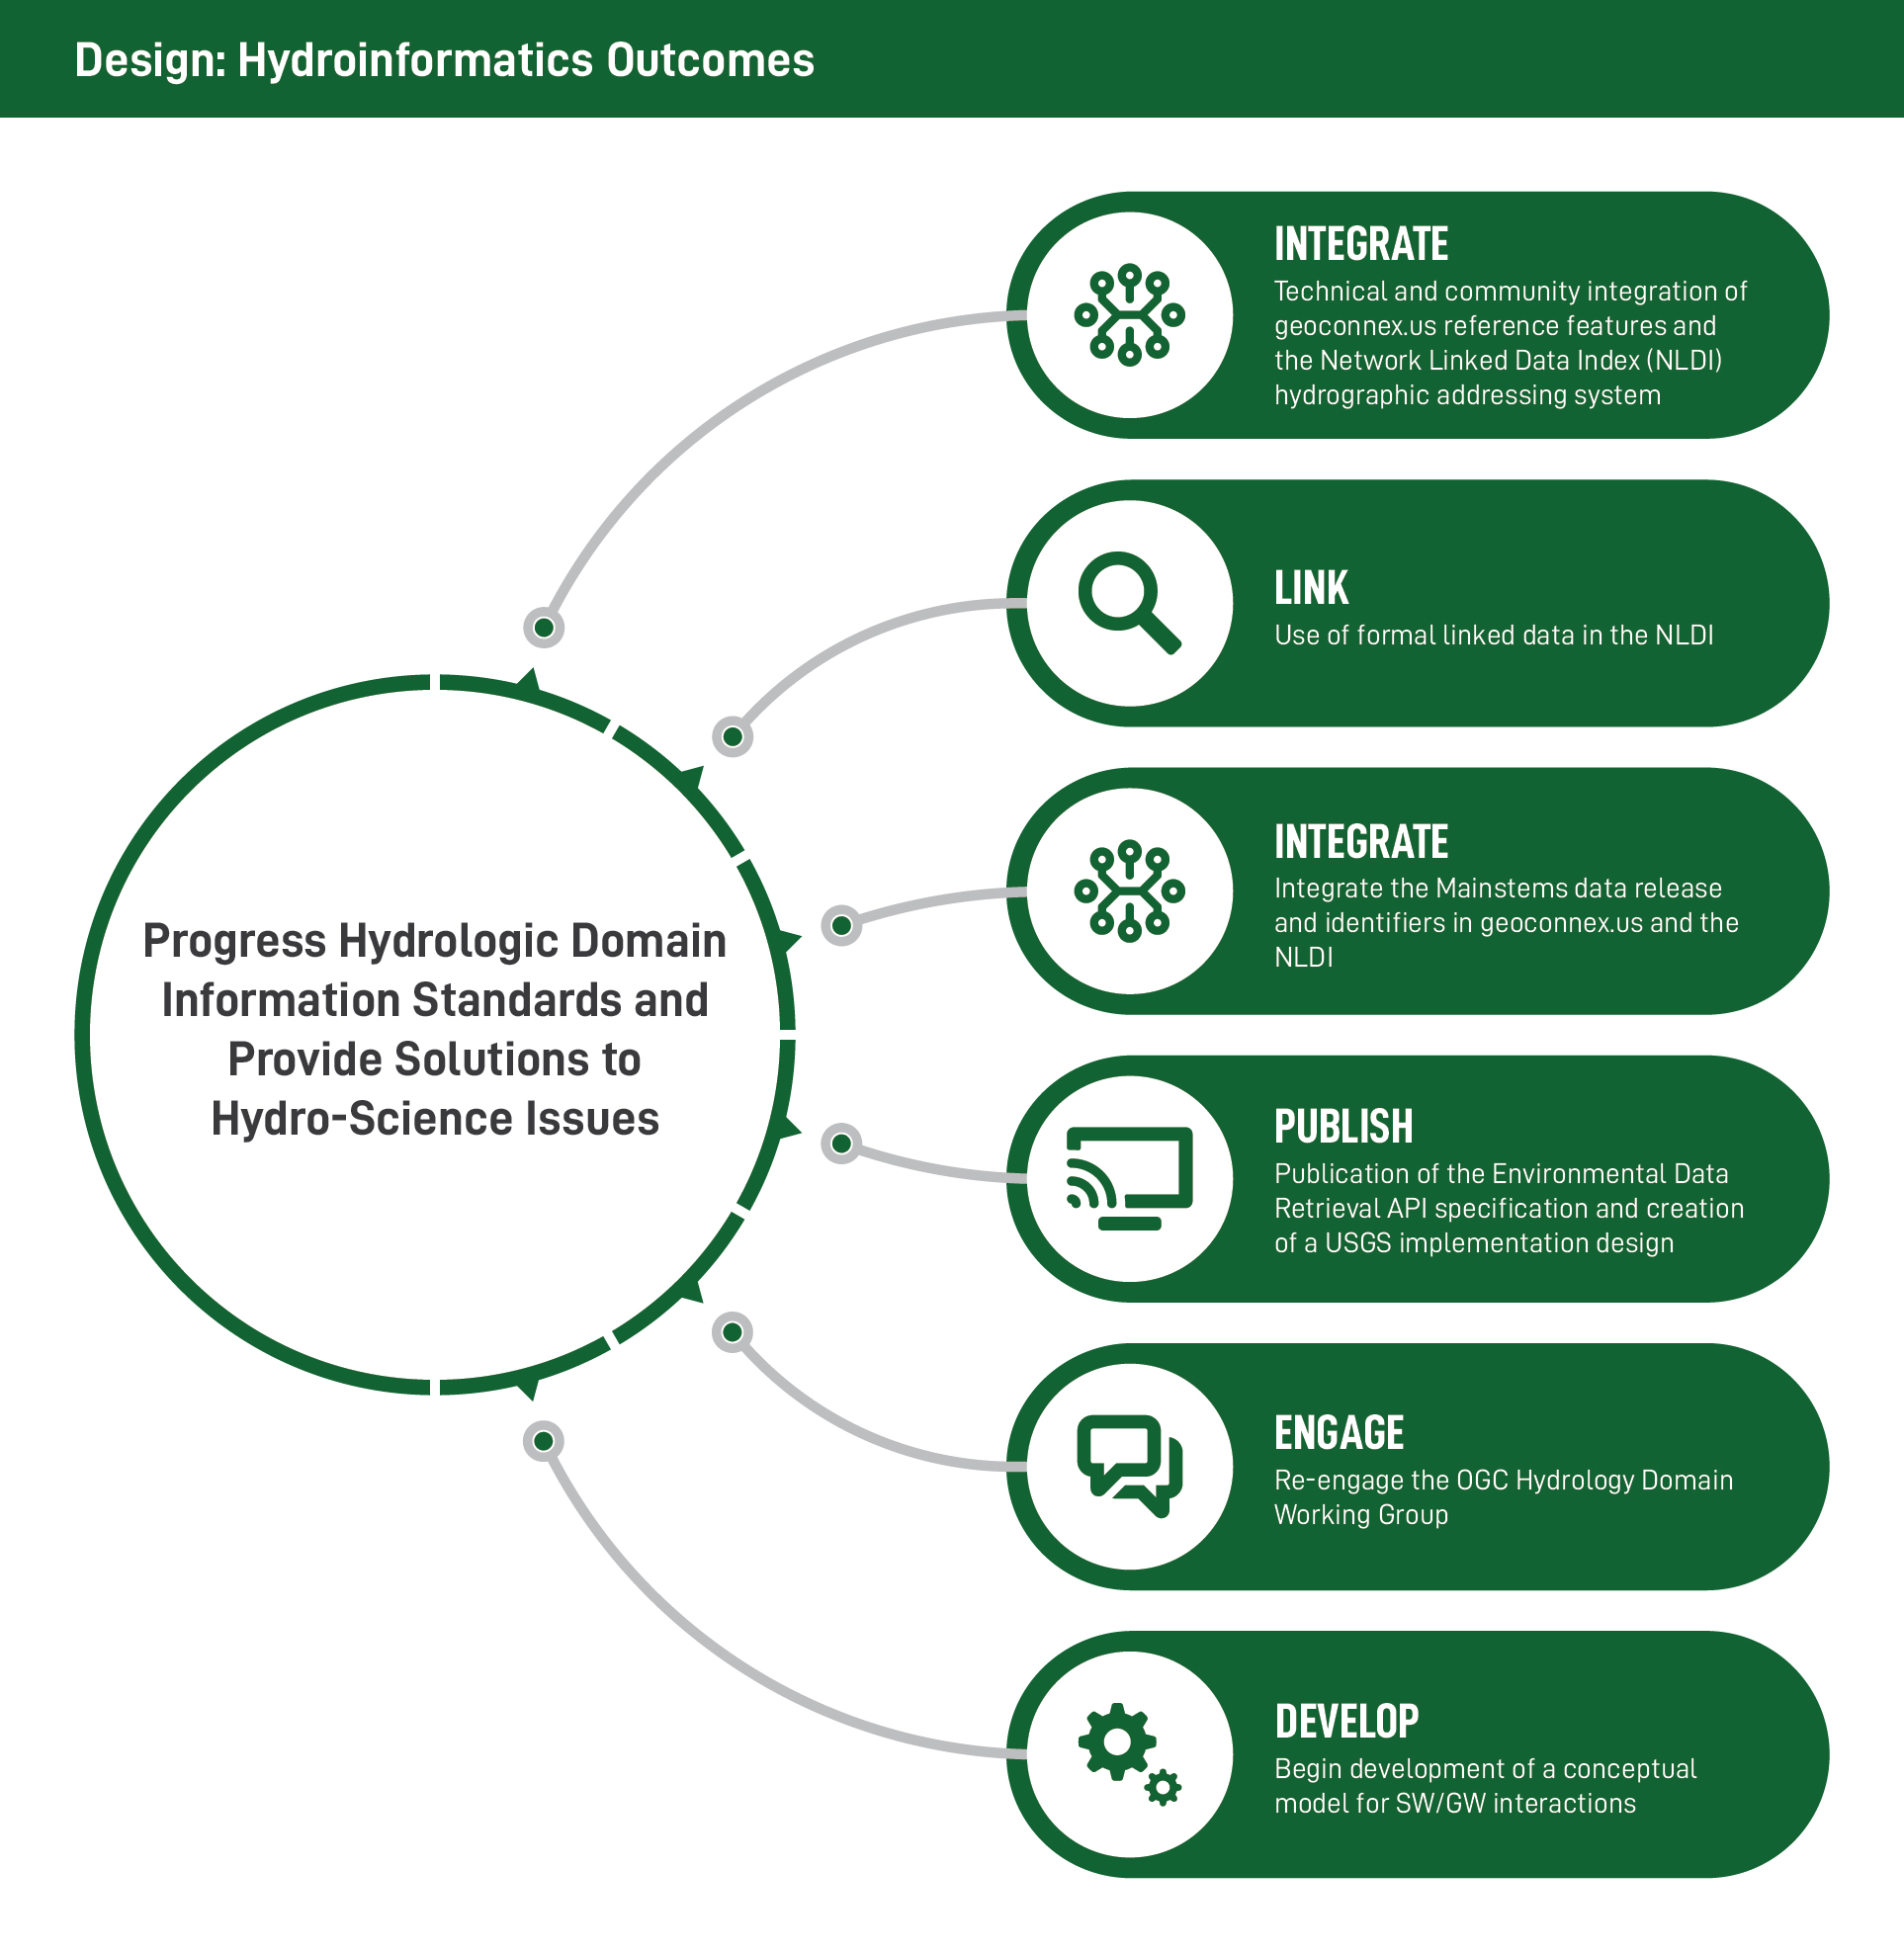 Design: Hydroinformatics Outcomes
Progress Hydrologic Domain
Information Standards and
Provide Solutions to
Hydro-Science Issues
INTEGRATE
Technical and community integration of
geoconnex.us reference features and
the Network Linked Data Index (NLDI)
hydrographic addressing system
LINK
Use of formal linked data in the NLDI
INTEGRATE
Integrate the Mainstems data release
and identifiers in geoconnex.us and the
NLDI
PUBLISH
Publication of the Environmental Data
Retrieval API specification and creation
of a USGS implementation design
ENGAGE
Re-engage the OGC Hydrology Domain
Working Group
DEVELOP
Begin development of a conceptual
model for SW/GW interactions